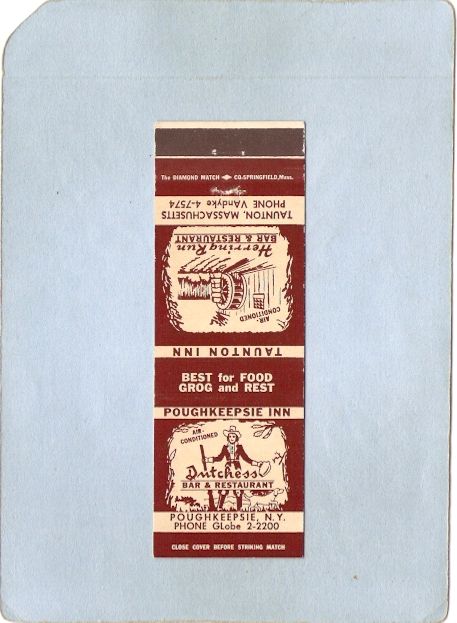 The DIAMOND MATCH CO. SPRINGFIELD, Mass.
TAUNTON, MASSACHUSETTS
PHONE VAndyke 4-7574
Herring Run
BAR & RESTAURANT
AIR-
CONDITIONED
TAUNTON INN
BEST for FOOD
GROG and REST
POUGHKEEPSIE INN
AIR-
CONDITIONED
Dutchess
BAR & RESTAURANT
POUGHKEEPSIE, N.Y.
PHONE GLobe 2-2200
CLOSE COVER BEFORE STRIKING MATCH